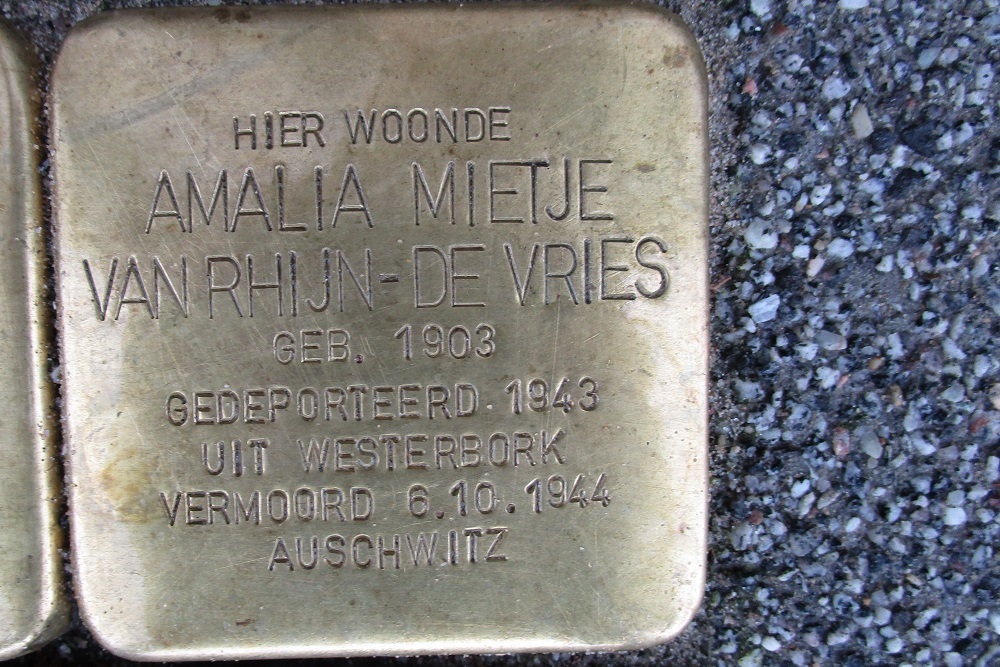 HIER WOONDE
AMALIA MIETJE
VAN RHIJN-DE VRIES
GEB. 1903
GEDEPORTEERD 1943
UIT WESTERBORK
VERMOORD 6.10.1944
AUSCHWITZ